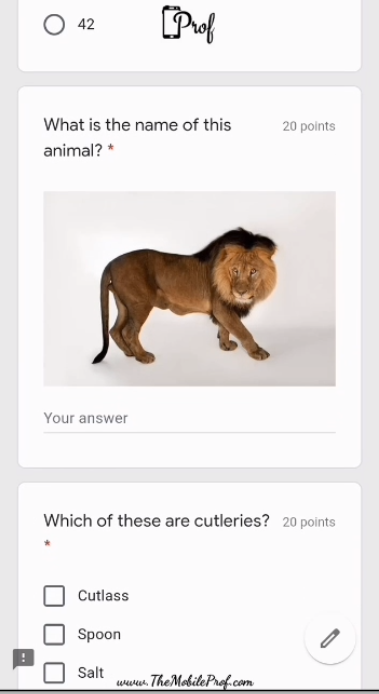 42
Prof
What is the name of this
20 points
animal? *
Your answer
Which of these are cutleries?
20 points
*
Cutlass
Spoon
Salt
www.TheMobileProf.com